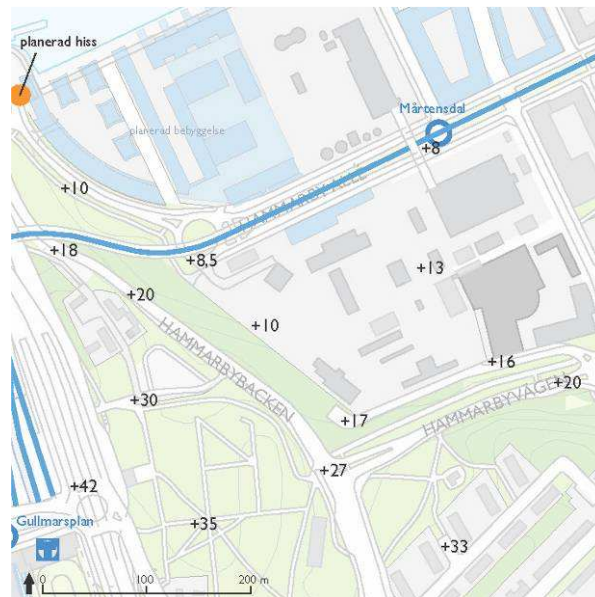 planerad hiss
Mårtensdal
planerad bebyggelse
+8
+10
HAMMARBY ALLÉ
+18
+8,5
+13
+20
+10
HAMMARBYBACKEN
+16
+20
HAMMARBYVÄGEN
+30
+17
+27
+42
Gullmarsplan
+35
+33
0 100 200 m